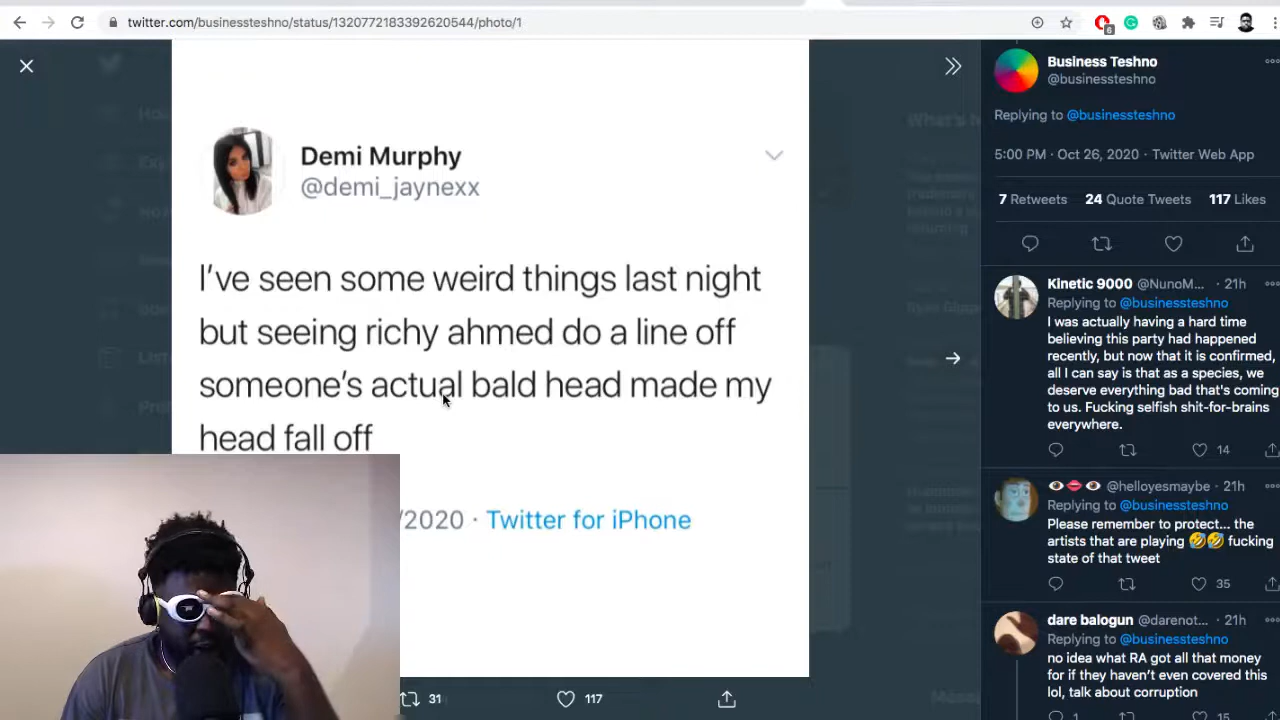 twitter.com/businessteshno/status/1320772183392620544/photo/1
6
Demi Murphy
@demi_jaynexx
I've seen some weird things last night
but seeing richy ahmed do a line off
someone's actual bald head made my
head fall off
/2020 · Twitter for iPhone
31
117
Business Teshno
@businessteshno
Replying to @businessteshno
5:00 PM · Oct 26, 2020 · Twitter Web App
7 Retweets 24 Quote Tweets 117 Likes
Kinetic 9000 @NunoM... · 21h
Replying to @businessteshno
I was actually having a hard time
believing this party had happened
recently, but now that it is confirmed,
all I can say is that as a species, we
deserve everything bad that's coming
to us. Fucking selfish shit-for-brains
everywhere.
14
👁️👄👁️ @helloyesmaybe · 21h
Replying to @businessteshno
Please remember to protect... the
artists that are playing 🤣🤣 fucking
state of that tweet
35
dare balogun @darenot... · 21h
Replying to @businessteshno
no idea what RA got all that money
for if they haven't even covered this
lol, talk about corruption
1
15